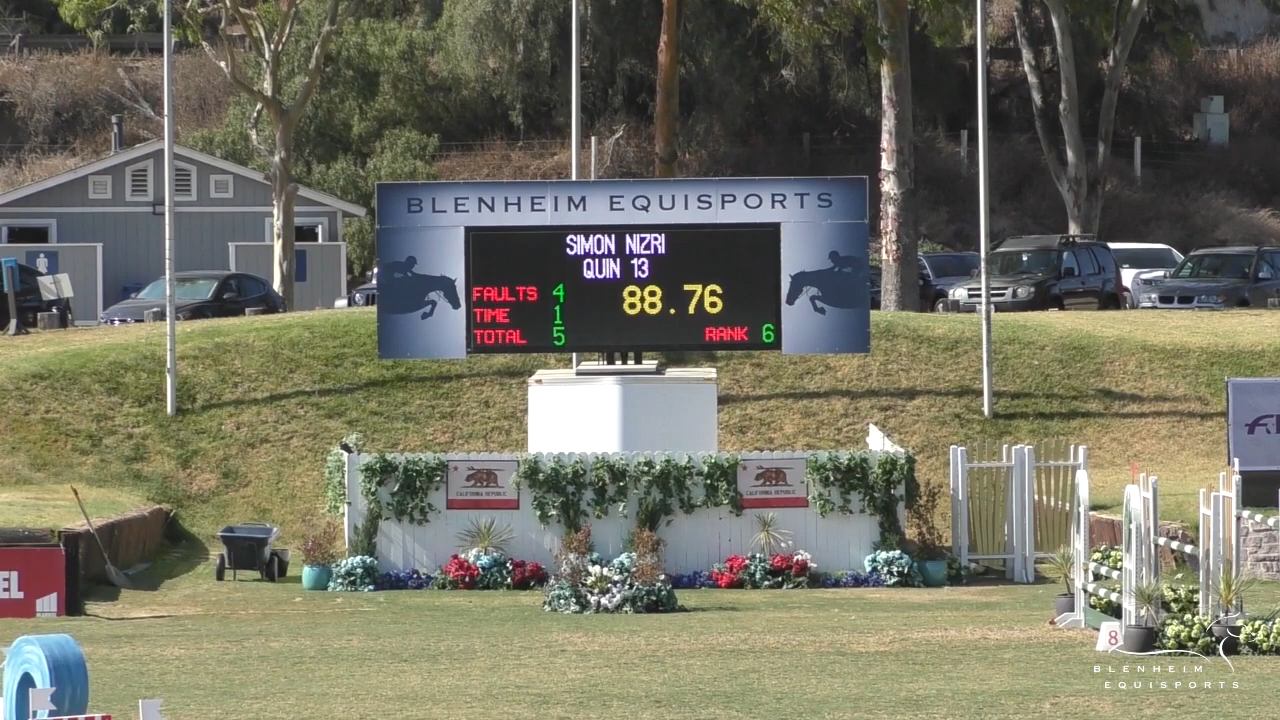 BLENHEIM EQUISPORTS
SIMON NIZRI
QUIN 13
FAULTS 4
88.76
TIME 1
TOTAL 5
RANK 6
CALIFORNIA REPUBLIC
CALIFORNIA REPUBLIC
8
BLENHEIM
EQUISPORTS